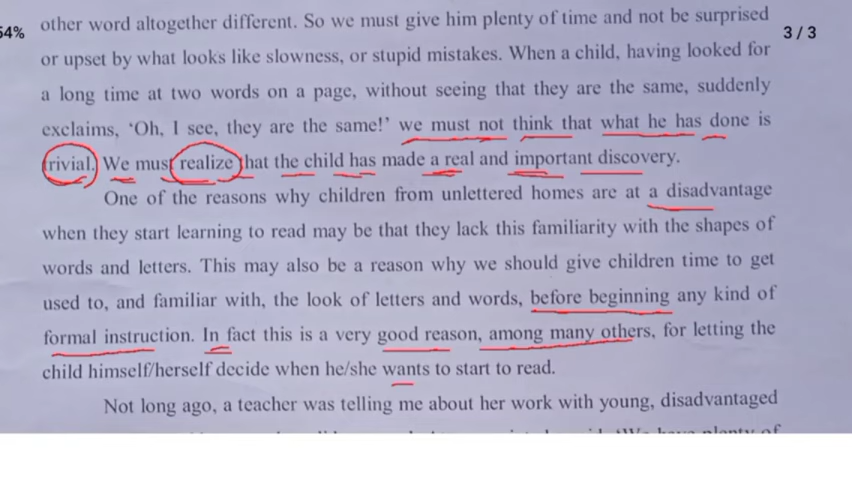 other word altogether different. So we must give him plenty of time and not be surprised
54%
3 / 3
or upset by what looks like slowness, or stupid mistakes. When a child, having looked for
a long time at two words on a page, without seeing that they are the same, suddenly
exclaims, ‘Oh, I see, they are the same!’ we must not think that what he has done is
trivial. We must realize that the child has made a real and important discovery.
One of the reasons why children from unlettered homes are at a disadvantage
when they start learning to read may be that they lack this familiarity with the shapes of
words and letters. This may also be a reason why we should give children time to get
used to, and familiar with, the look of letters and words, before beginning any kind of
formal instruction. In fact this is a very good reason, among many others, for letting the
child himself/herself decide when he/she wants to start to read.
Not long ago, a teacher was telling me about her work with young, disadvantaged